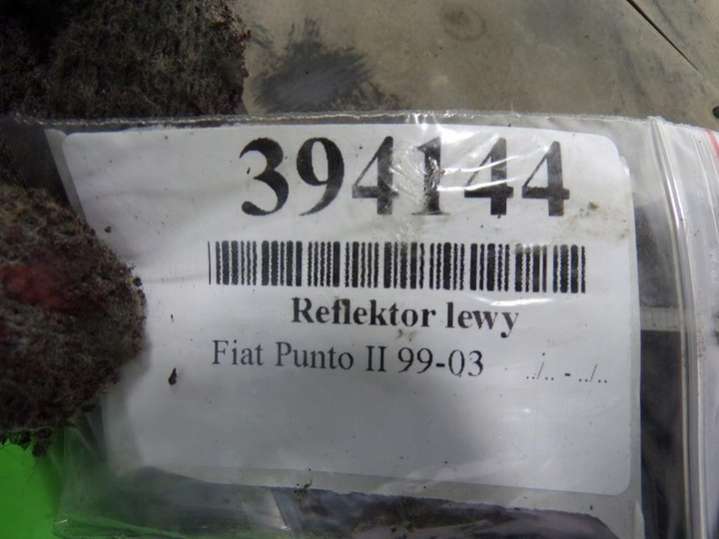 394144
Reflektor lewy
Fiat Punto II 99-03 ../.. - ../..